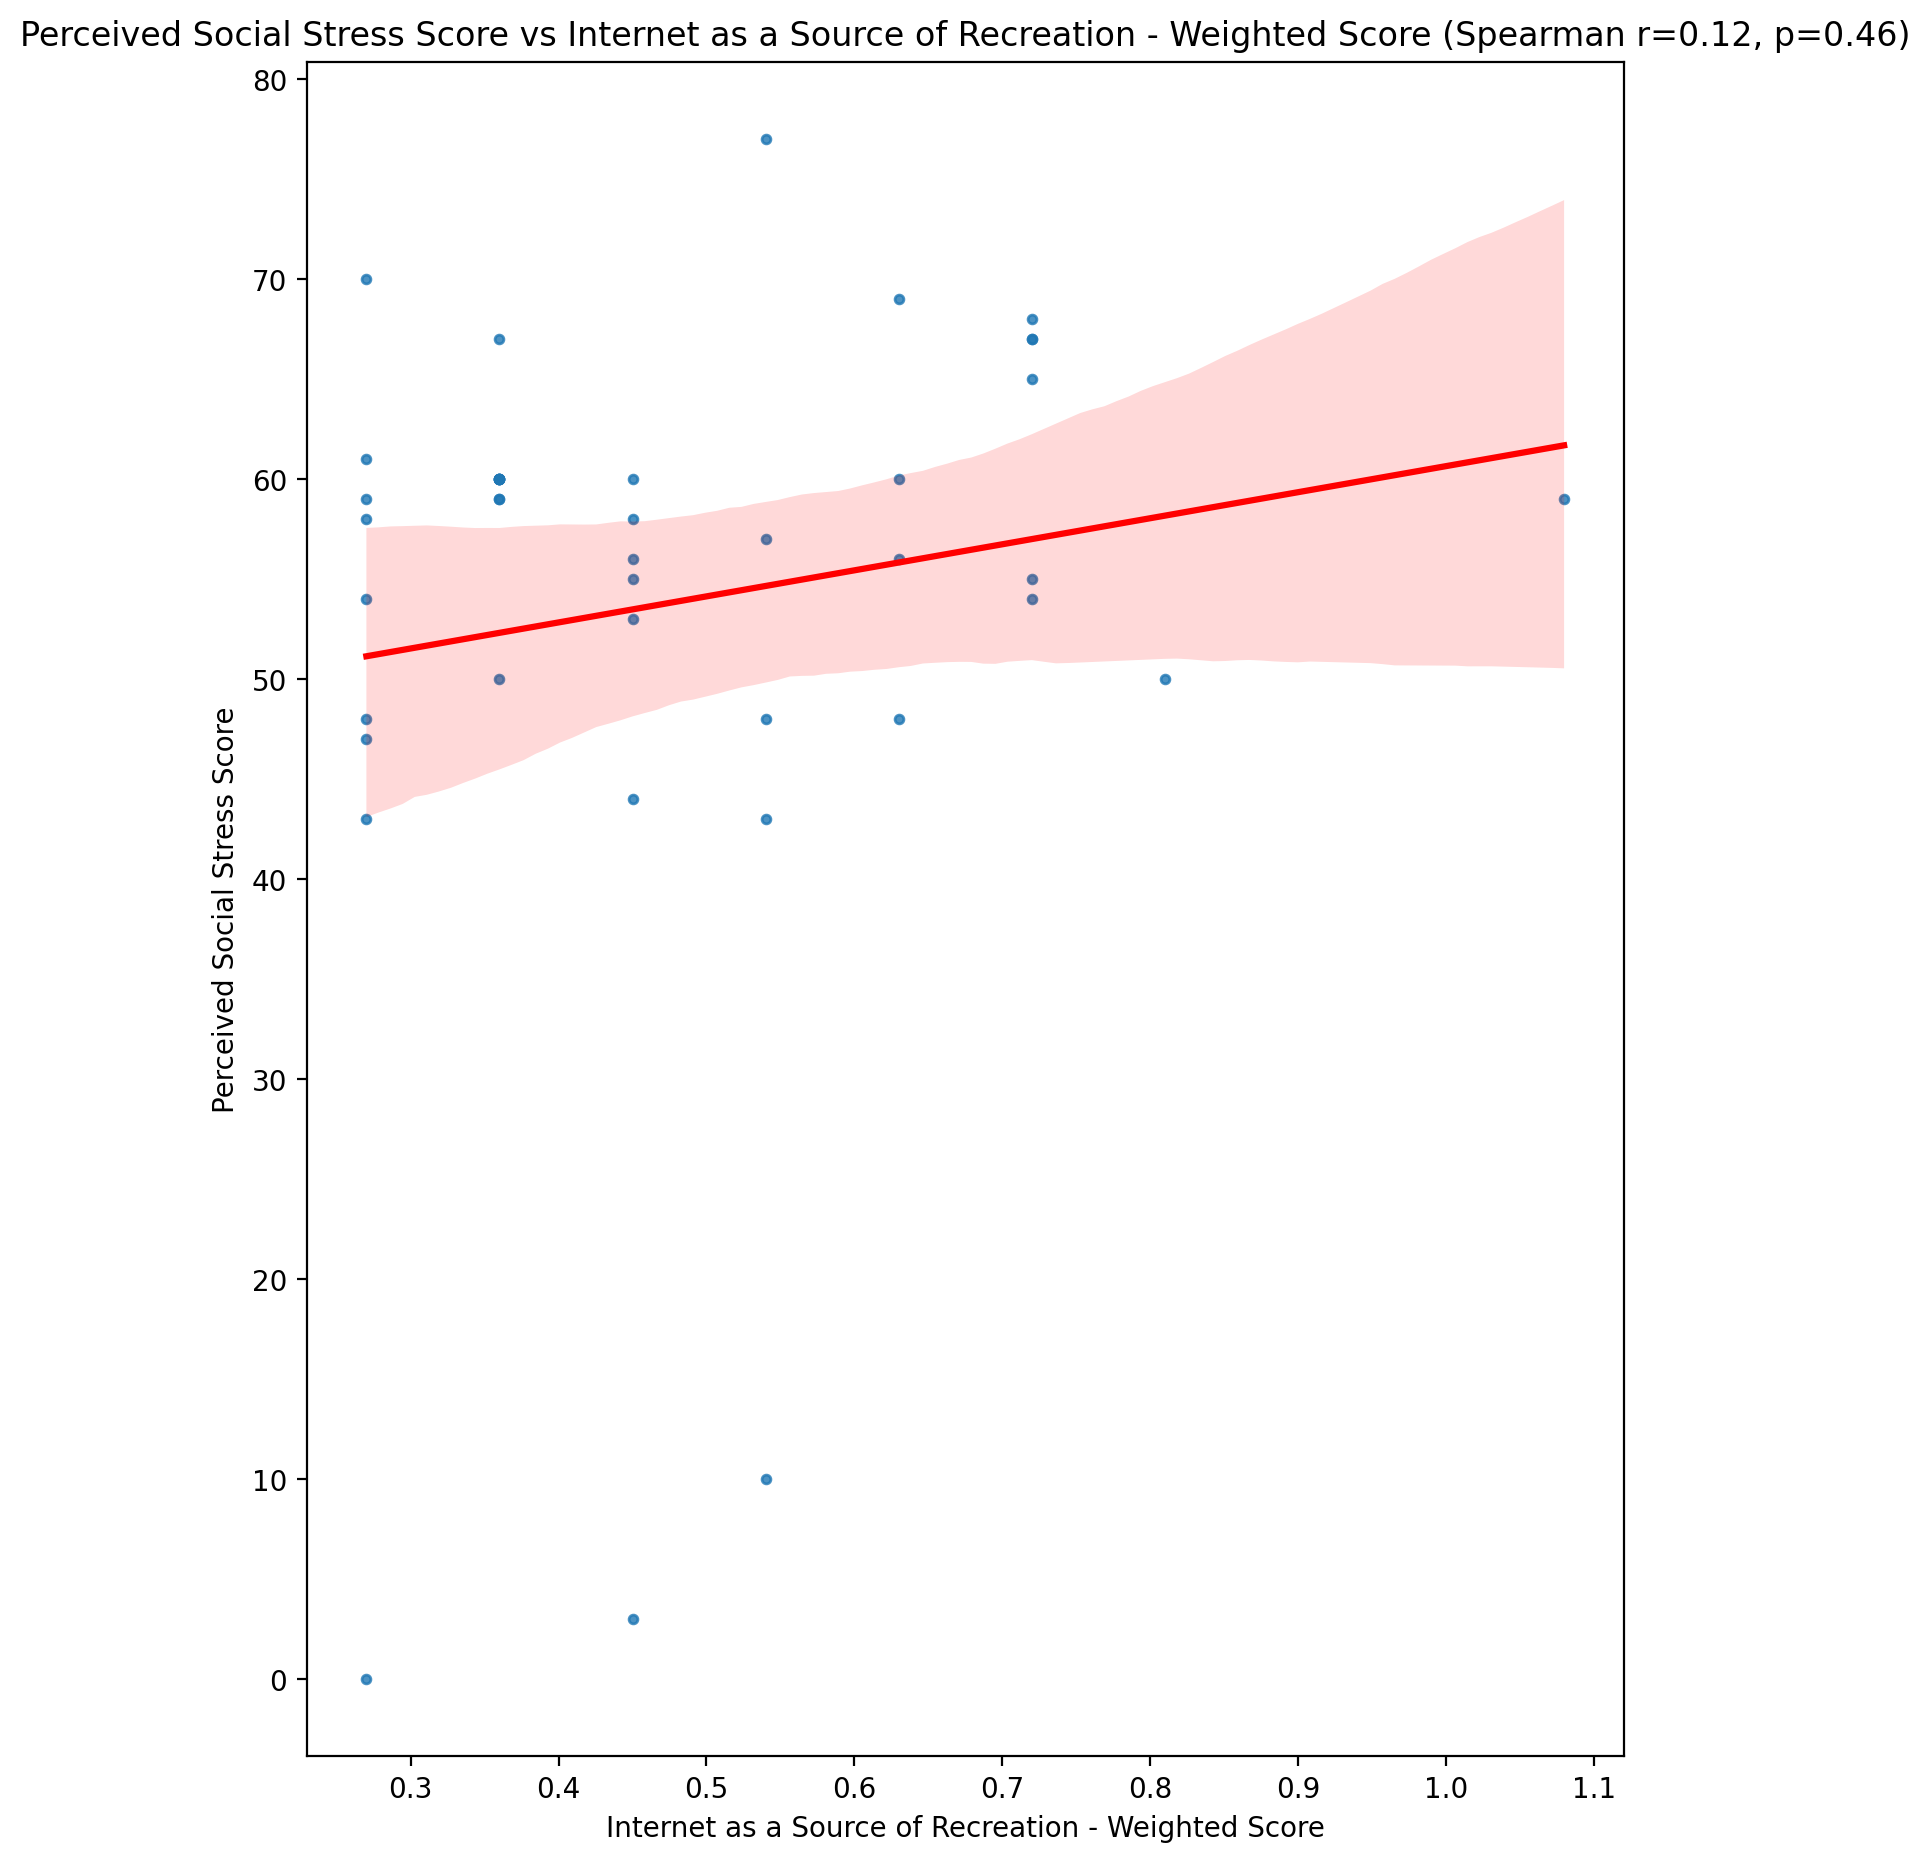 Perceived Social Stress Score vs Internet as a Source of Recreation - Weighted Score (Spearman r=0.12, p=0.46)
80
70
60
50
40
30
20
10
0
Perceived Social Stress Score
0.3 0.4 0.5 0.6 0.7 0.8 0.9 1.0 1.1
Internet as a Source of Recreation - Weighted Score